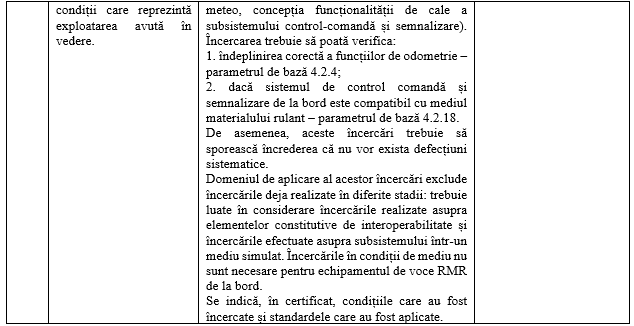 condiții care reprezintă
exploatarea avută în
vedere.
meteo, concepția funcționalității de cale a
subsistemului control-comandă și semnalizare).
Încercarea trebuie să poată verifica:
1. îndeplinirea corectă a funcțiilor de odometrie –
parametrul de bază 4.2.4;
2. dacă sistemul de control comandă și
semnalizare de la bord este compatibil cu mediul
materialului rulant – parametrul de bază 4.2.18.
De asemenea, aceste încercări trebuie să
sporească încrederea că nu vor exista defecțiuni
sistematice.
Domeniul de aplicare al acestor încercări exclude
încercările deja realizate în diferite stadii: trebuie
luate în considerare încercările realizate asupra
elementelor constitutive de interoperabilitate și
încercările efectuate asupra subsistemului într-un
mediu simulat. Încercările în condiții de mediu nu
sunt necesare pentru echipamentul de voce RMR
de la bord.
Se indică, în certificat, condițiile care au fost
încercate și standardele care au fost aplicate.